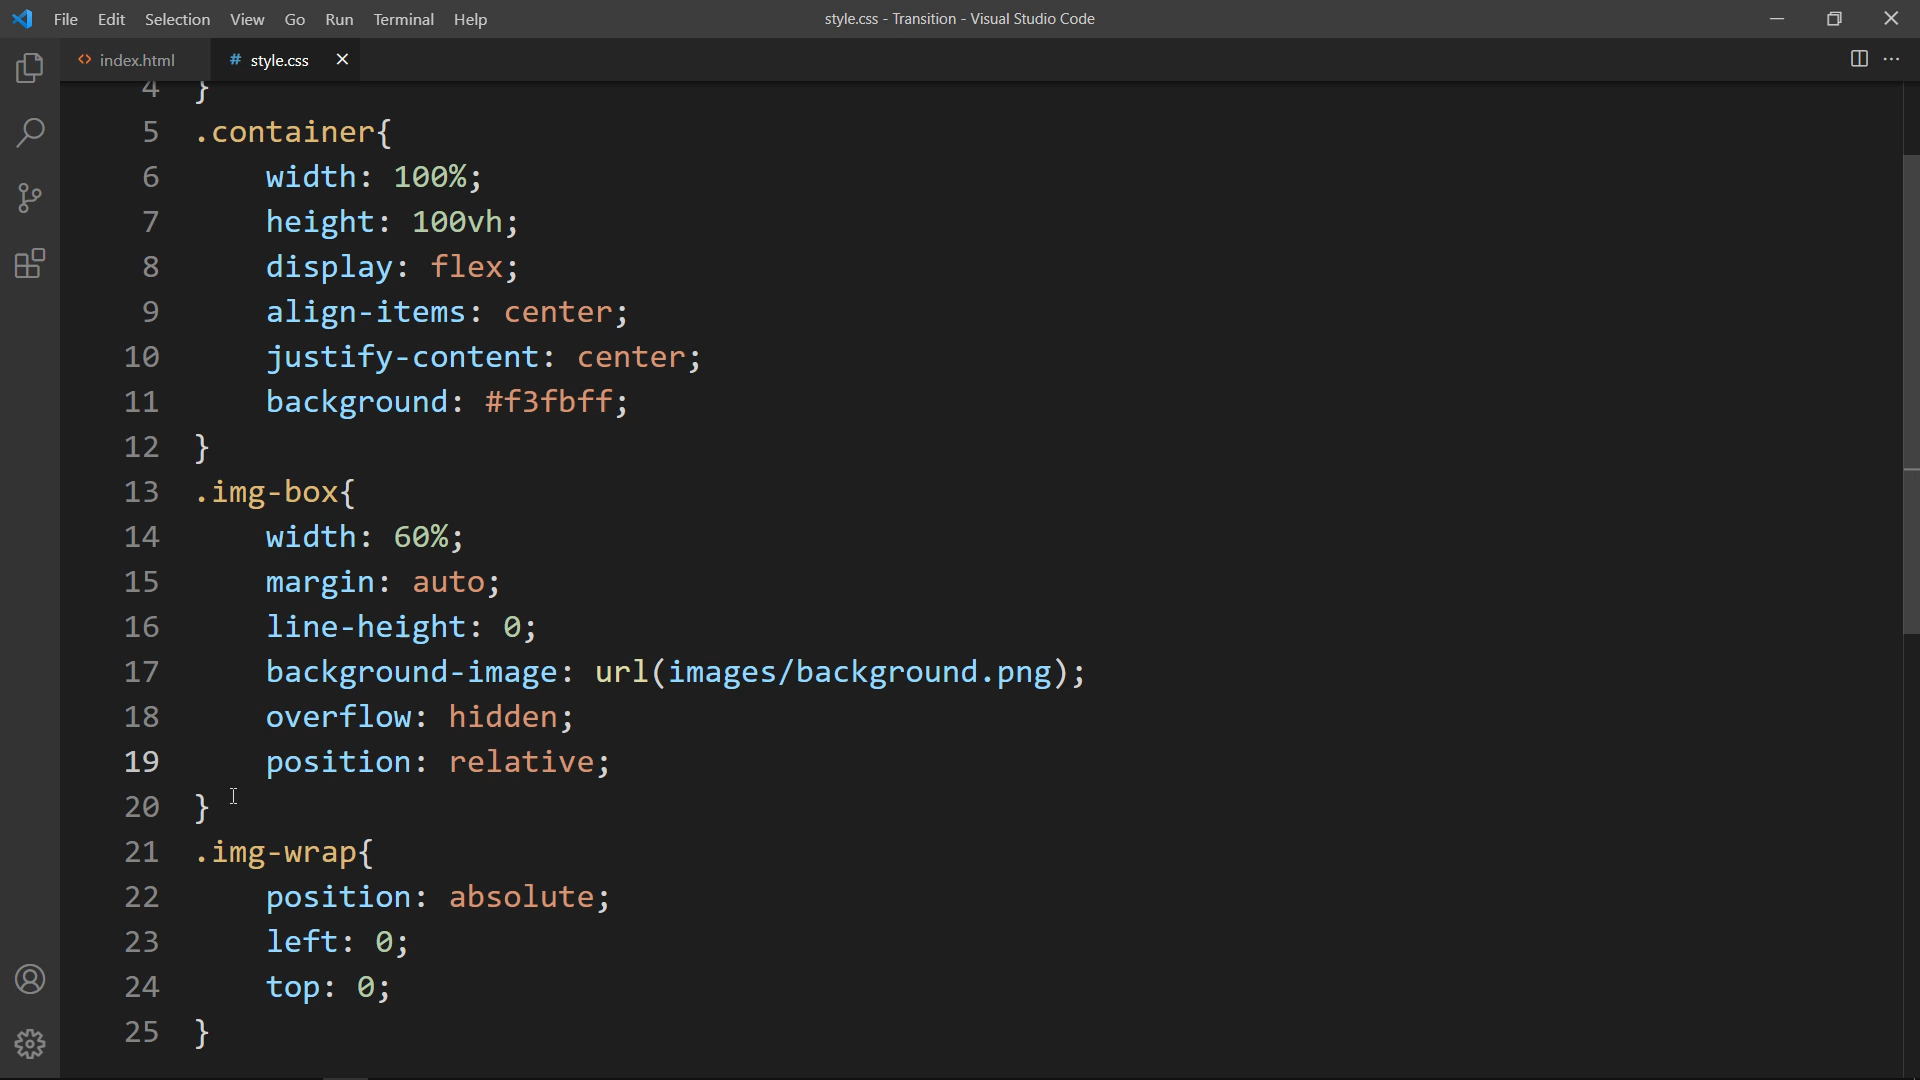 File Edit Selection View Go Run Terminal Help style.css - Transition - Visual Studio Code
index.html # style.css
4 }
5 .container{
6 width: 100%;
7 height: 100vh;
8 display: flex;
9 align-items: center;
10 justify-content: center;
11 background: #f3fbff;
12 }
13 .img-box{
14 width: 60%;
15 margin: auto;
16 line-height: 0;
17 background-image: url(images/background.png);
18 overflow: hidden;
19 position: relative;
20 }
21 .img-wrap{
22 position: absolute;
23 left: 0;
24 top: 0;
25 }